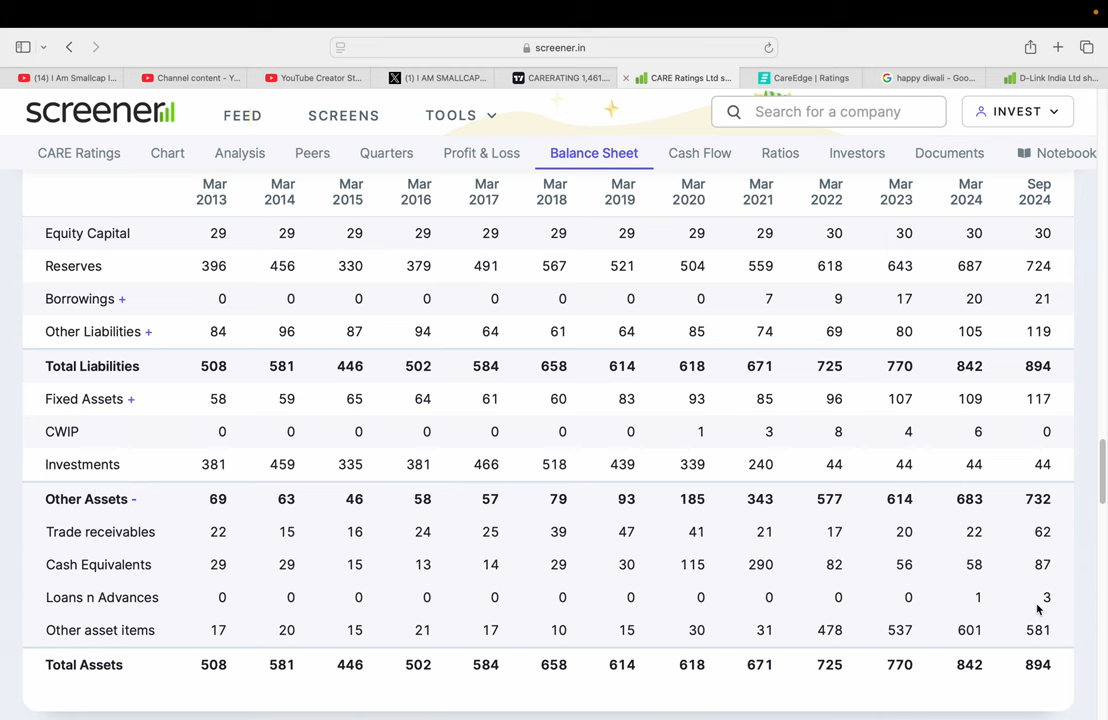 screener.in
(14) I Am Smallcap I...
Channel content - Y...
YouTube Creator St...
(1) I AM SMALLCAP...
CARERATING 1,461....
CARE Ratings Ltd s...
CareEdge | Ratings
happy diwali - Goo...
D-Link India Ltd sh...
screener
FEED
SCREENS
TOOLS
Search for a company
INVEST
CARE Ratings
Chart
Analysis
Peers
Quarters
Profit & Loss
Balance Sheet
Cash Flow
Ratios
Investors
Documents
Notebook
Mar 2013 Mar 2014 Mar 2015 Mar 2016 Mar 2017 Mar 2018 Mar 2019 Mar 2020 Mar 2021 Mar 2022 Mar 2023 Mar 2024 Sep 2024
Equity Capital 29 29 29 29 29 29 29 29 29 30 30 30 30
Reserves 396 456 330 379 491 567 521 504 559 618 643 687 724
Borrowings + 0 0 0 0 0 0 0 0 7 9 17 20 21
Other Liabilities + 84 96 87 94 64 61 64 85 74 69 80 105 119
Total Liabilities 508 581 446 502 584 658 614 618 671 725 770 842 894
Fixed Assets + 58 59 65 64 61 60 83 93 85 96 107 109 117
CWIP 0 0 0 0 0 0 0 1 3 8 4 6 0
Investments 381 459 335 381 466 518 439 339 240 44 44 44 44
Other Assets - 69 63 46 58 57 79 93 185 343 577 614 683 732
Trade receivables 22 15 16 24 25 39 47 41 21 17 20 22 62
Cash Equivalents 29 29 15 13 14 29 30 115 290 82 56 58 87
Loans n Advances 0 0 0 0 0 0 0 0 0 0 0 1 3
Other asset items 17 20 15 21 17 10 15 30 31 478 537 601 581
Total Assets 508 581 446 502 584 658 614 618 671 725 770 842 894